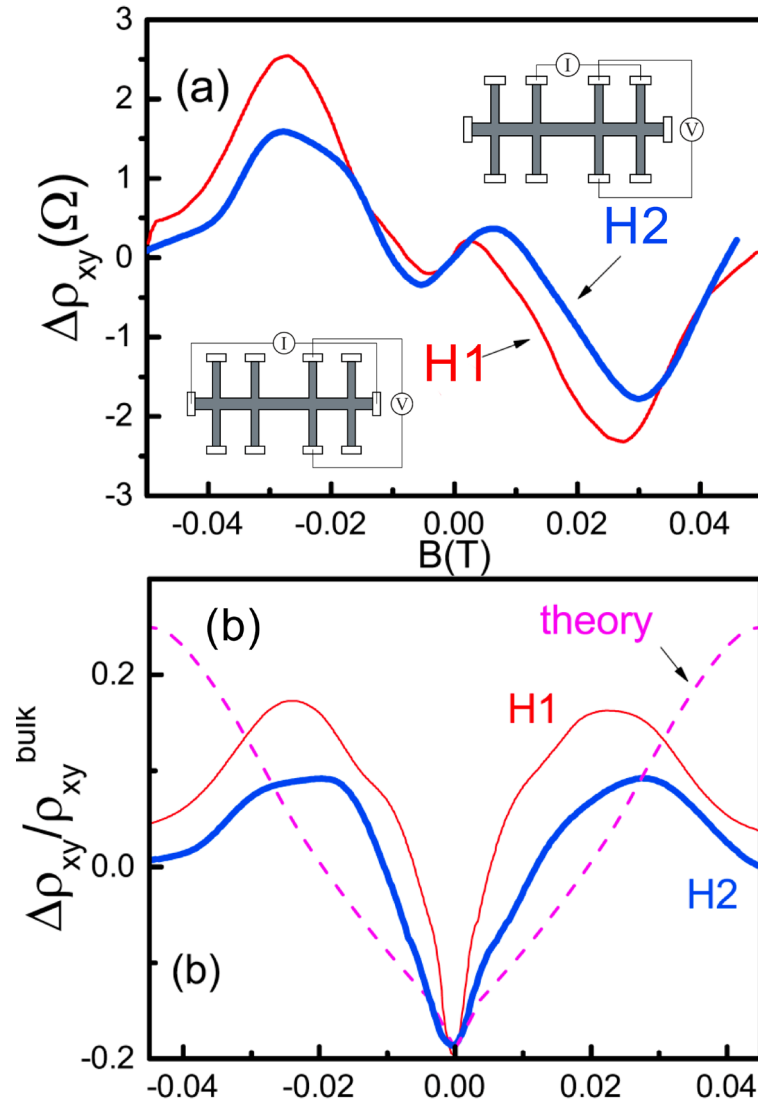 3
(a)
2
I
V
1
Δρxy(Ω)
0
H2
-1
H1
I
V
-2
-3
-0.04 -0.02 0.00 0.02 0.04
B(T)
(b)
theory
0.2
H1
Δρxy/ρxy^bulk
0.0
H2
(b)
-0.2
-0.04 -0.02 0.00 0.02 0.04